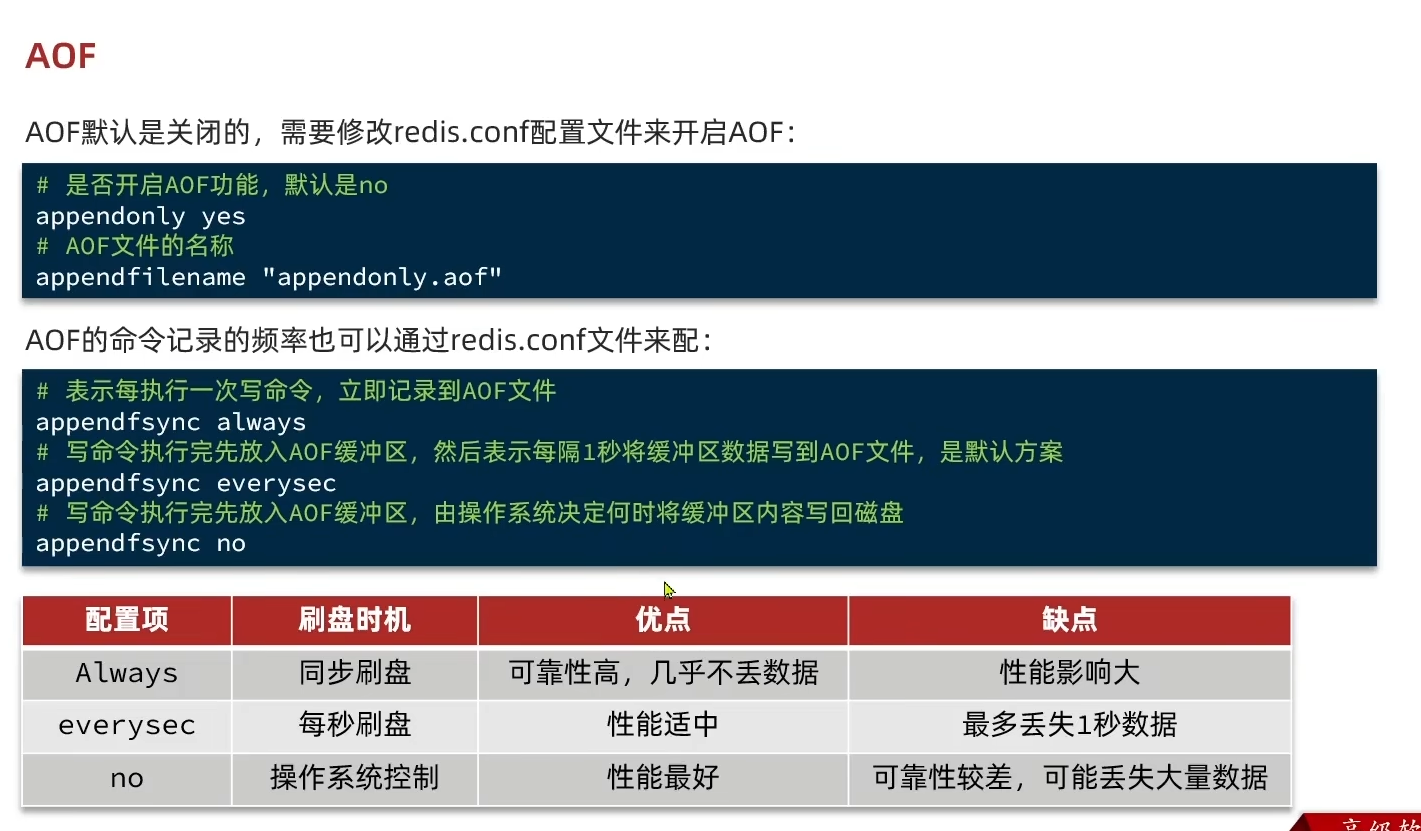 AOF
AOF默认是关闭的，需要修改redis.conf配置文件来开启AOF：
# 是否开启AOF功能，默认是no
appendonly yes
# AOF文件的名称
appendfilename "appendonly.aof"
AOF的命令记录的频率也可以通过redis.conf文件来配：
# 表示每执行一次写命令，立即记录到AOF文件
appendfsync always
# 写命令执行完先放入AOF缓冲区，然后表示每隔1秒将缓冲区数据写到AOF文件，是默认方案
appendfsync everysec
# 写命令执行完先放入AOF缓冲区，由操作系统决定何时将缓冲区内容写回磁盘
appendfsync no
配置项 刷盘时机 优点 缺点
Always 同步刷盘 可靠性高，几乎不丢数据 性能影响大
everysec 每秒刷盘 性能适中 最多丢失1秒数据
no 操作系统控制 性能最好 可靠性较差，可能丢失大量数据
高级软